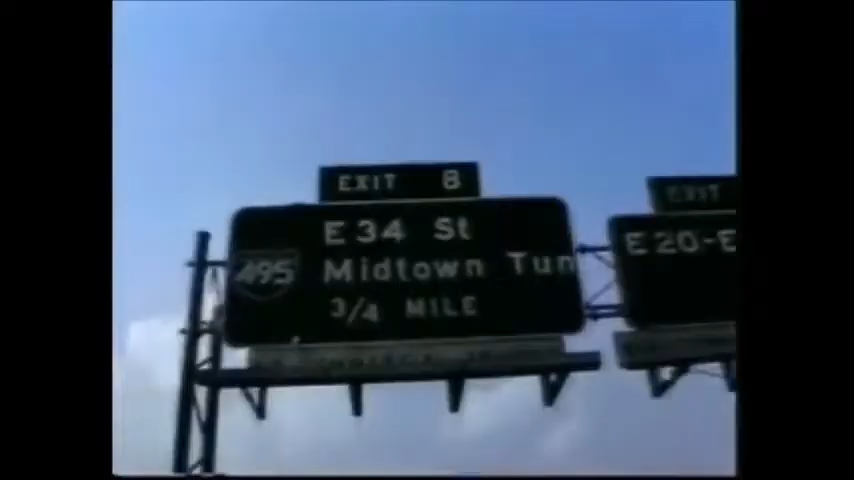 EXIT 8
E 34 St
495
Midtown Tun
3/4 MILE
EXIT
E 20-E